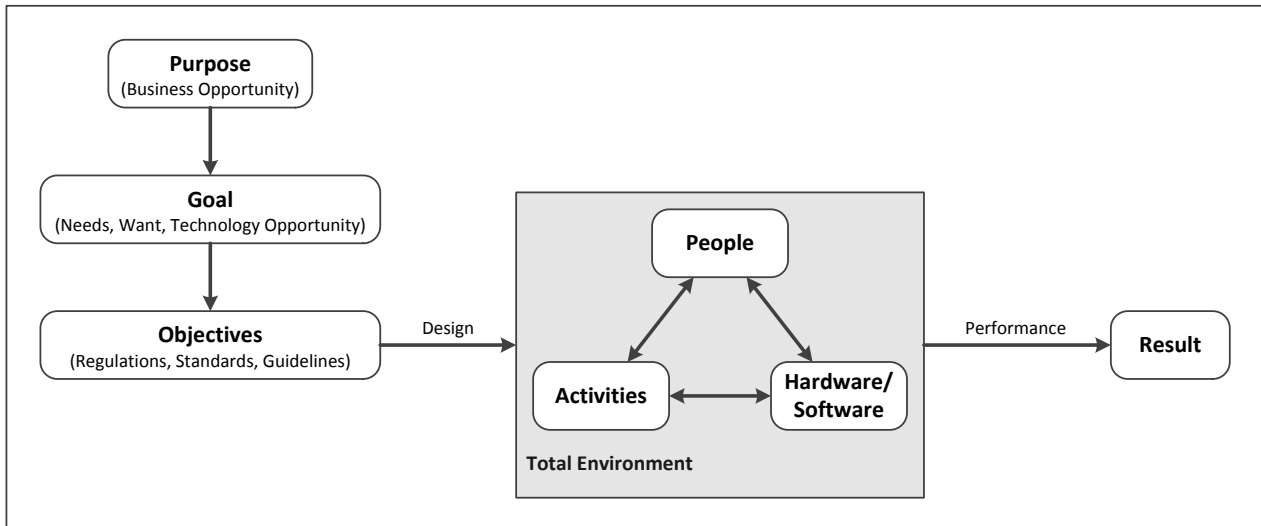 Purpose
(Business Opportunity)
Goal
(Needs, Want, Technology Opportunity)
Objectives
(Regulations, Standards, Guidelines)
Design
People
Activities
Hardware/
Software
Total Environment
Performance
Result